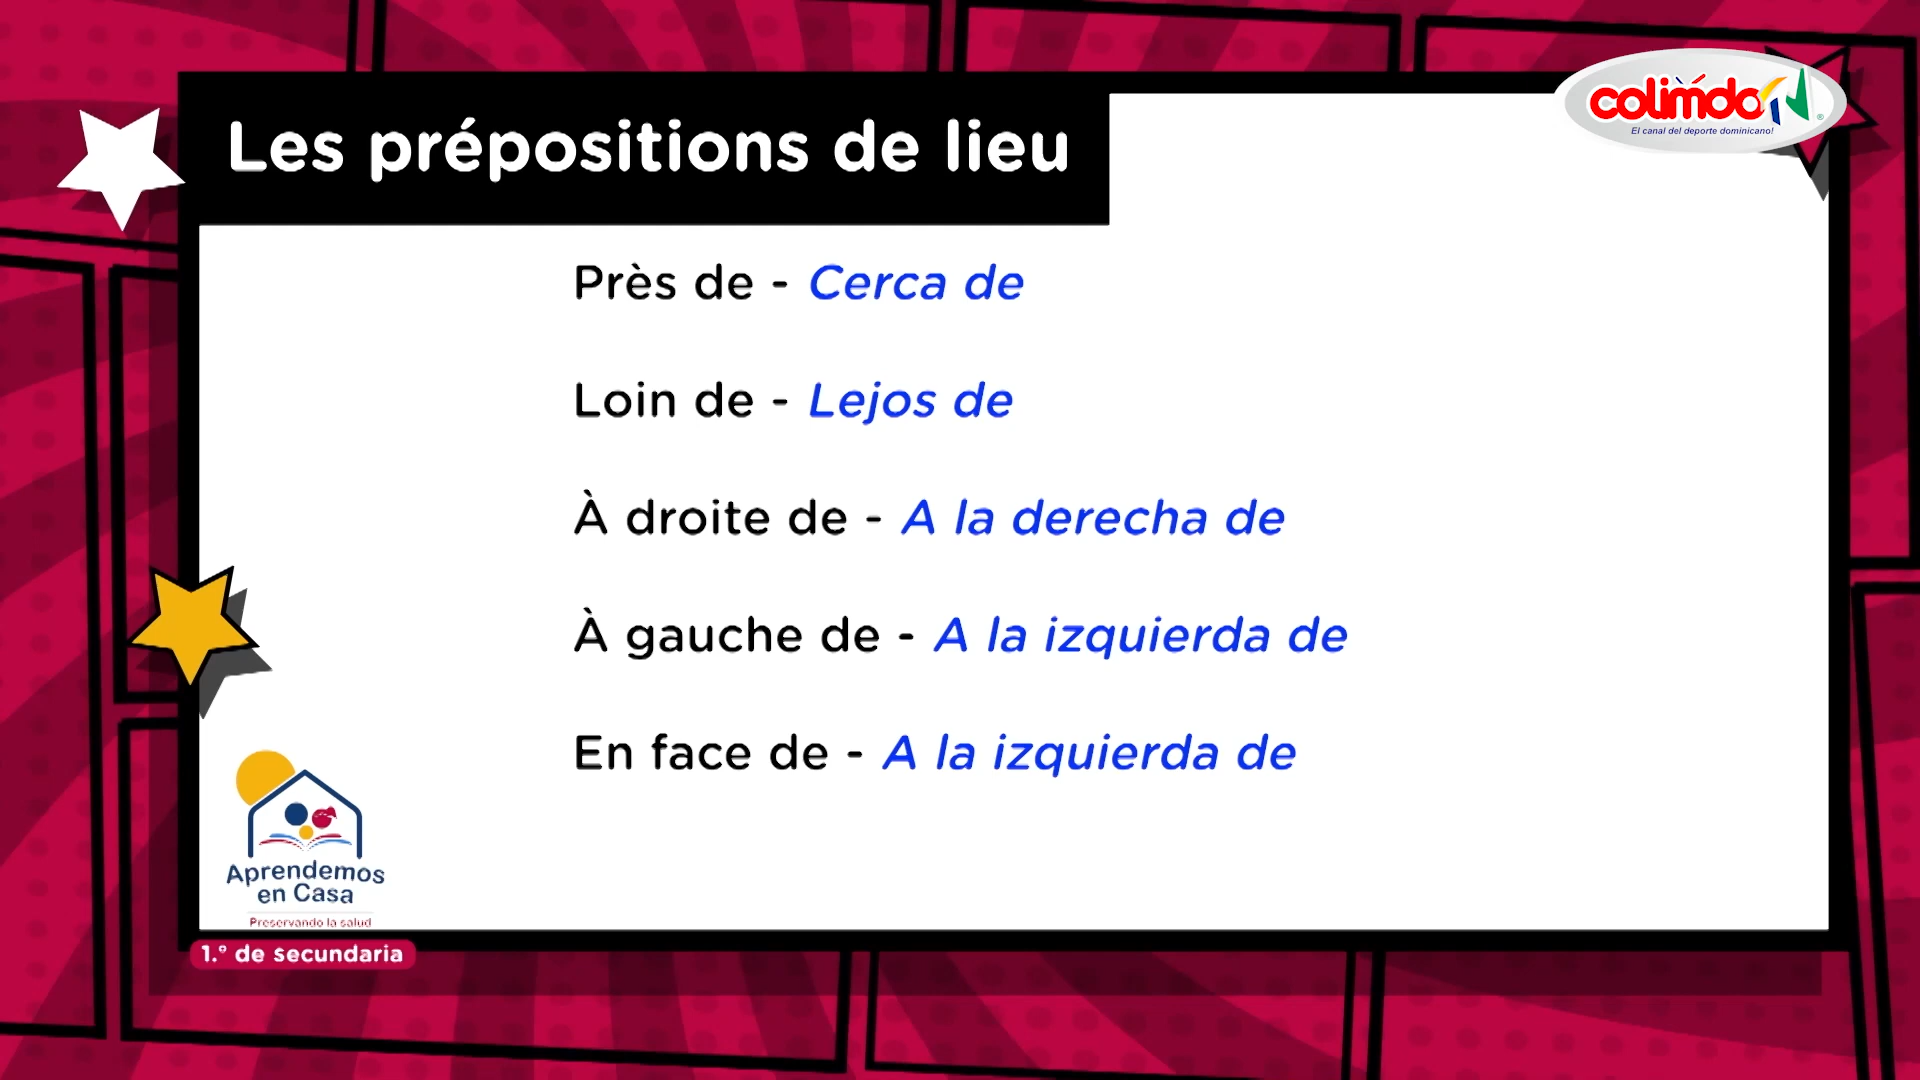 colimdo
El canal del deporte dominicano!
Les prépositions de lieu
Près de - Cerca de
Loin de - Lejos de
À droite de - A la derecha de
À gauche de - A la izquierda de
En face de - A la izquierda de
Aprendemos
en Casa
Preservando la salud
1.° de secundaria